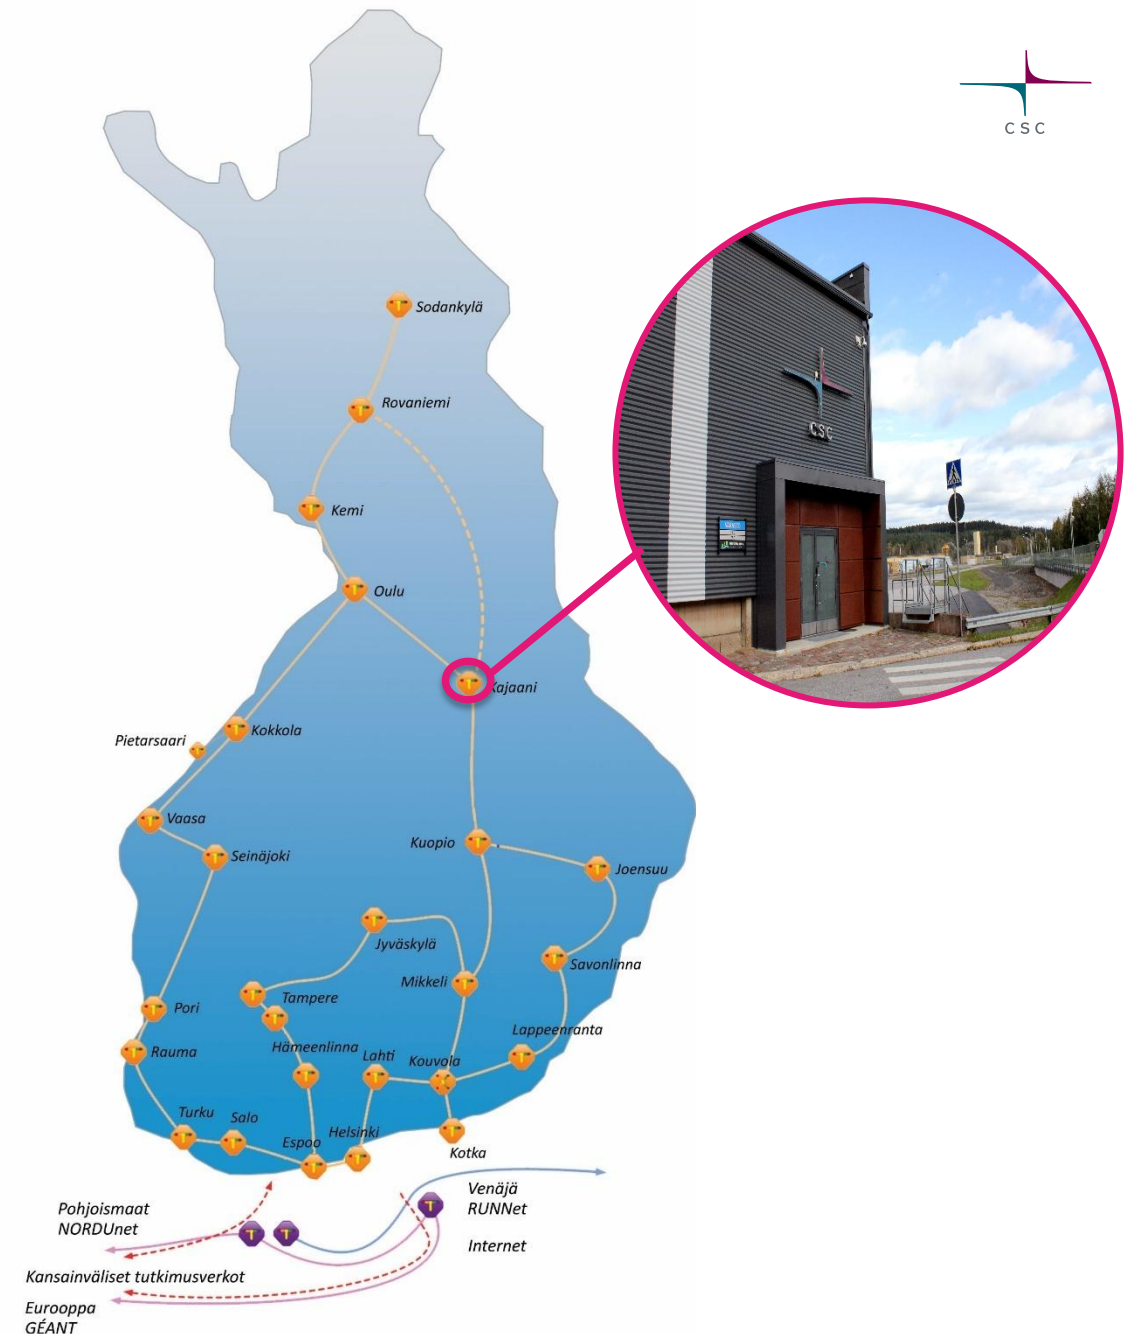 CSC
Sodankylä
Rovaniemi
Kemi
CSC
Oulu
Kajaani
Kokkola
Pietarsaari
Vaasa
Kuopio
Seinäjoki
Joensuu
Jyväskylä
Savonlinna
Mikkeli
Tampere
Pori
Lappeenranta
Hämeenlinna
Rauma
Lahti
Kouvola
Turku
Salo
Helsinki
Espoo
Kotka
Venäjä
RUNNet
Pohjoismaat
NORDUnet
Internet
Kansainväliset tutkimusverkot
Eurooppa
GÉANT